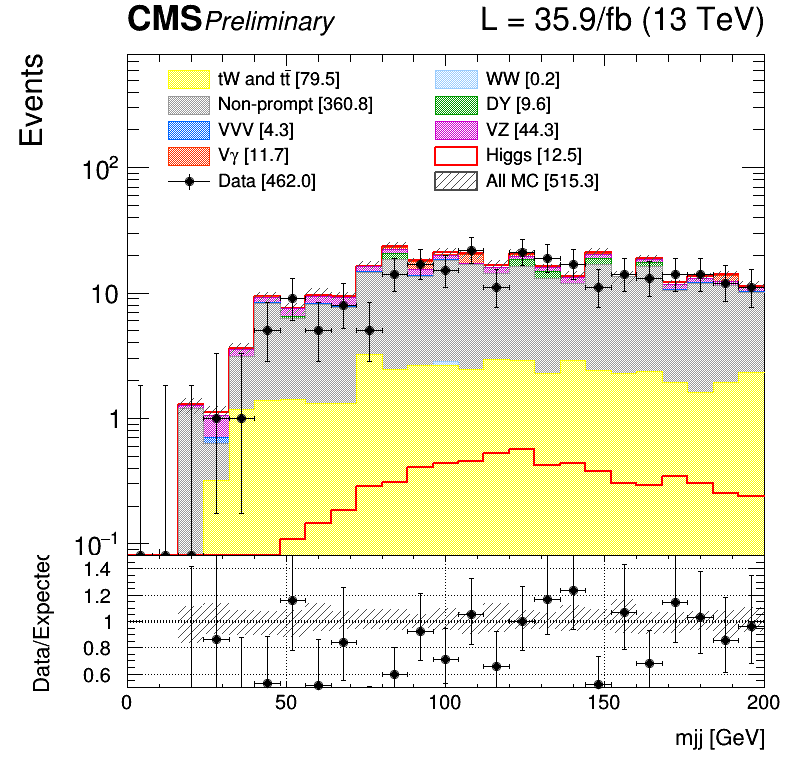 CMS Preliminary L = 35.9/fb (13 TeV)
Events
tW and tt̄ [79.5] WW [0.2]
Non-prompt [360.8] DY [9.6]
VVV [4.3] VZ [44.3]
Vγ [11.7] Higgs [12.5]
Data [462.0] All MC [515.3]
10²
10
1
10⁻¹
Data/Expected
1.4
1.2
1
0.8
0.6
0 50 100 150 200
mjj [GeV]